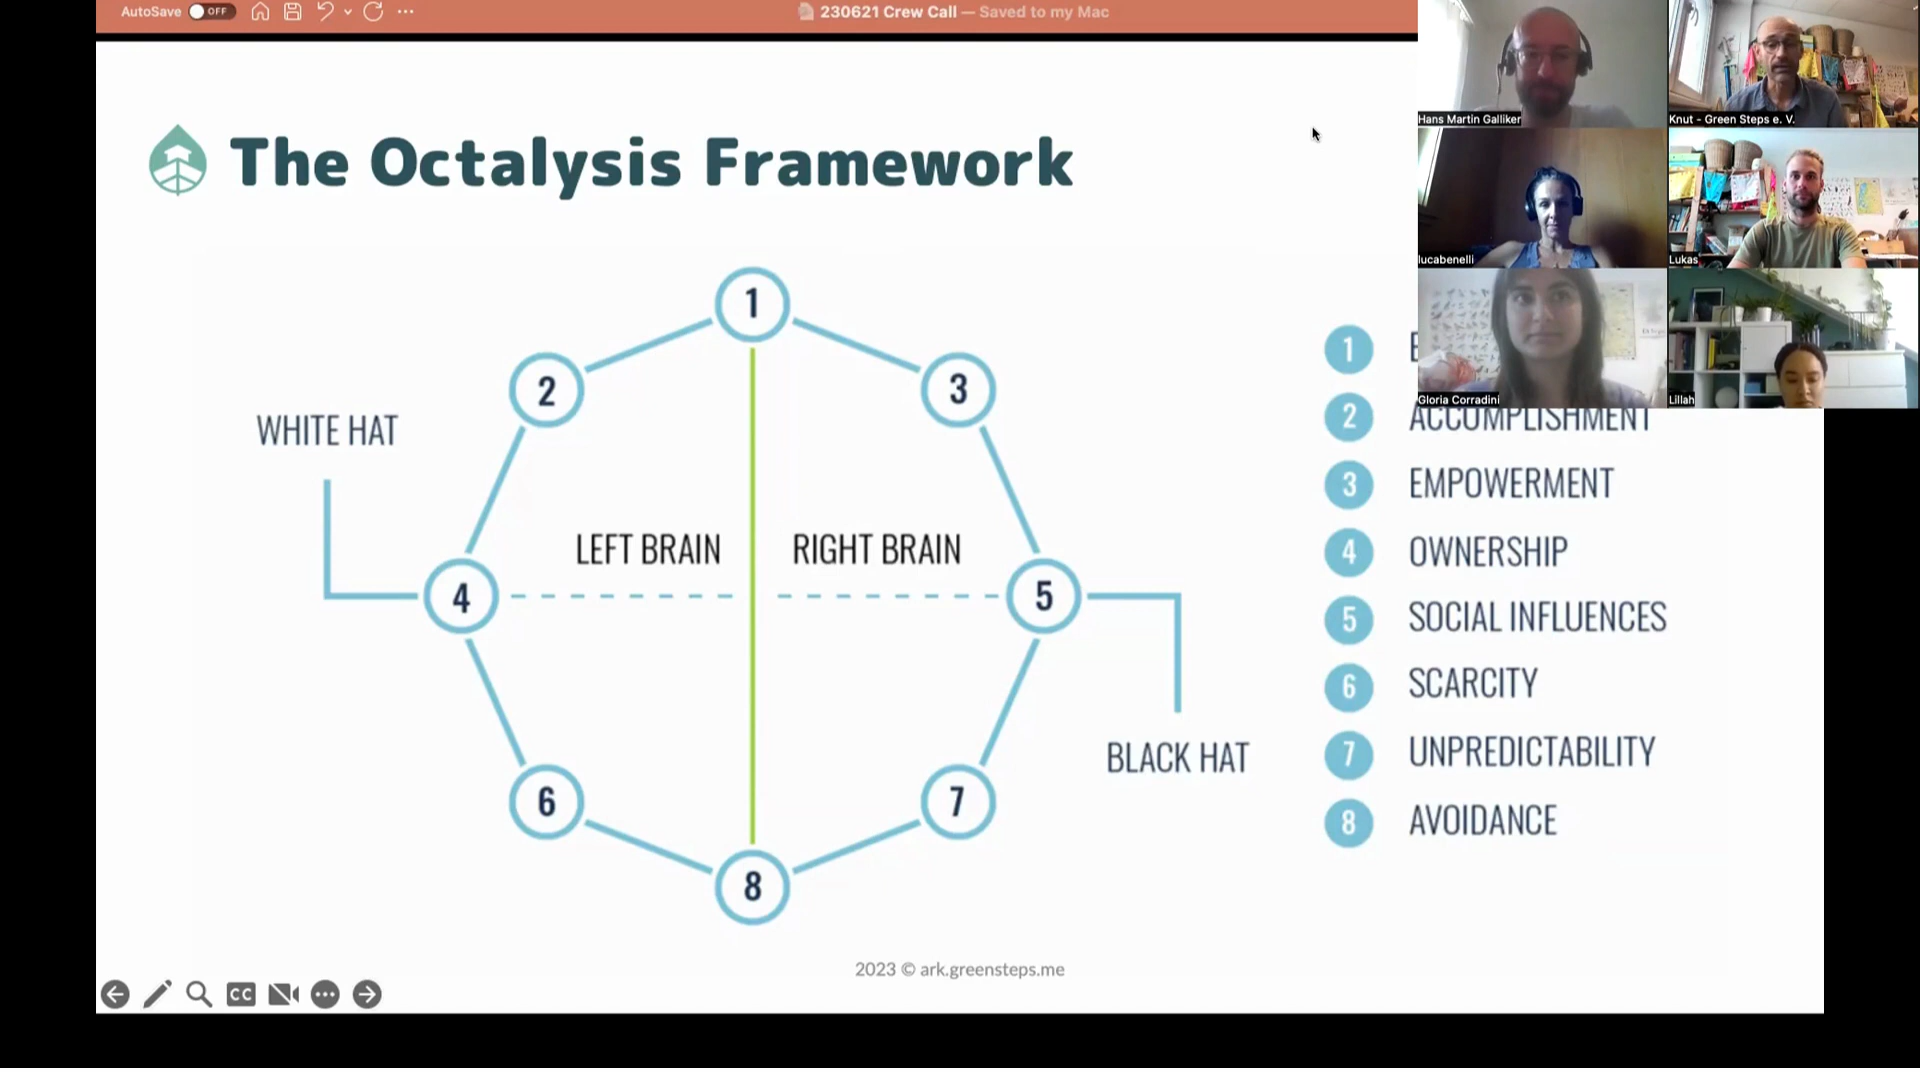 AutoSave OFF
230621 Crew Call — Saved to my Mac
The Octalysis Framework
Hans Martin Galliker
Knut - Green Steps e. V.
lucabenelli
Lukas
Gloria Corradini
Lillah
1
2
3
WHITE HAT
LEFT BRAIN
RIGHT BRAIN
4
5
BLACK HAT
6
7
8
1
2 ACCOMPLISHMENT
3 EMPOWERMENT
4 OWNERSHIP
5 SOCIAL INFLUENCES
6 SCARCITY
7 UNPREDICTABILITY
8 AVOIDANCE
2023 © ark.greensteps.me
CC